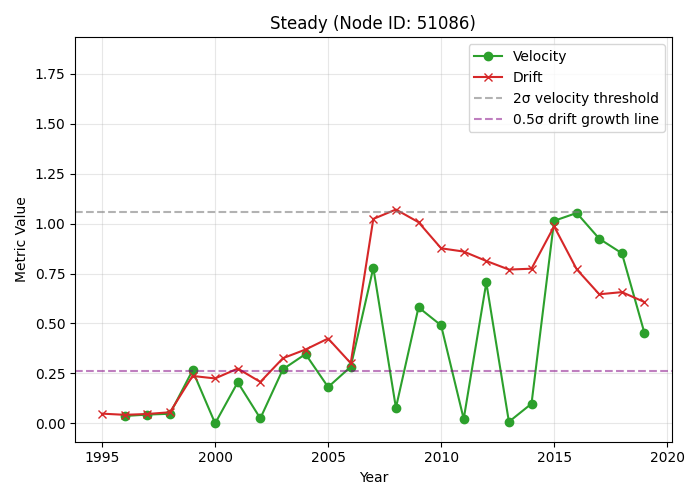 Steady (Node ID: 51086)
Velocity
Drift
2σ velocity threshold
0.5σ drift growth line
Metric Value
1.75
1.50
1.25
1.00
0.75
0.50
0.25
0.00
1995
2000
2005
2010
2015
2020
Year